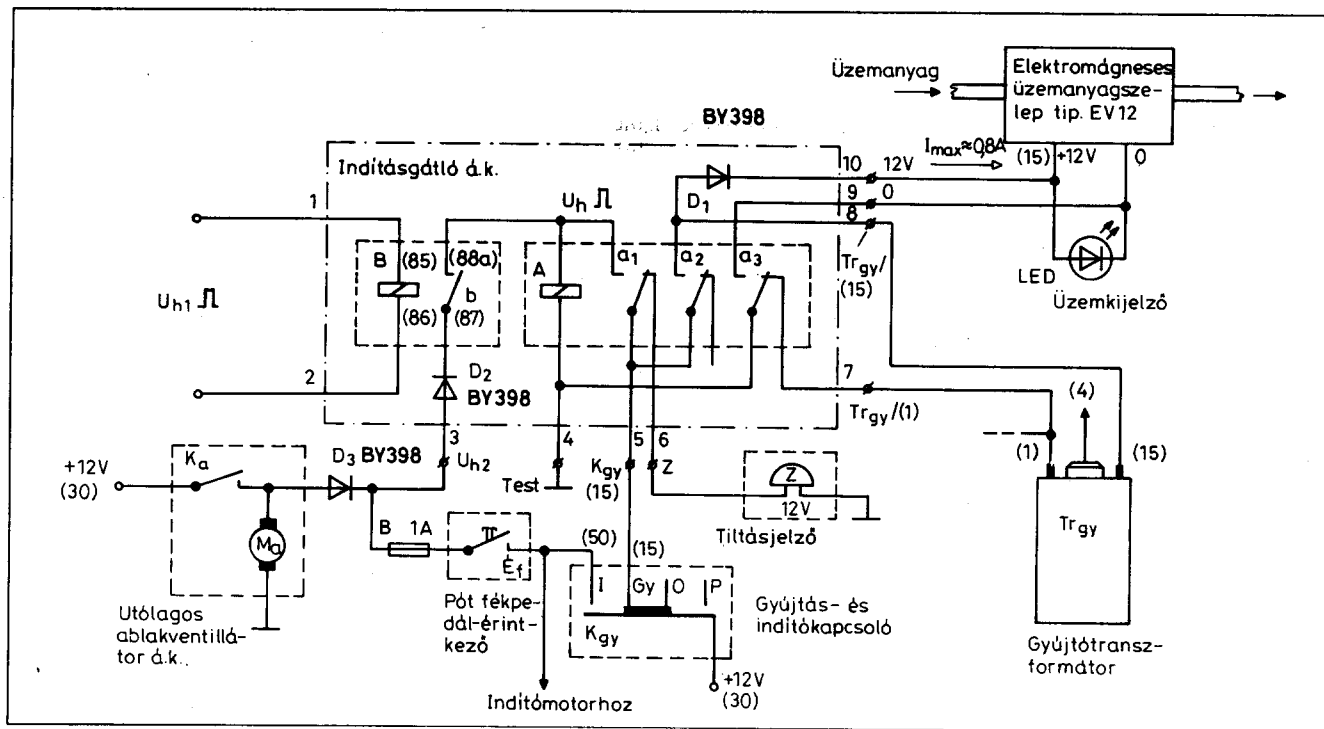 Üzemanyag
Elektromágneses
üzemanyagsze-
lep tip. EV12
BY398
Indításgátló á.k.
I max ≈ 0,8A
(15) +12V
0
10 12V
9 0
8
D1
Uh
1
B (85) (88a)
A
a1
a2
a3
Trgy/
(15)
LED
Üzemkijelző
Uh1
(86) b (87)
2
D2
BY398
7
Trgy/(1)
(4)
(1)
(15)
3
4
5
6
Uh2
Test
Kgy
(15)
Z
+12V
(30)
Ka
D3 BY398
Z
12V
Tiltásjelző
Trgy
Ma
B 1A
Éf
(50)
(15)
I
Gy
O
P
Kgy
Utólagos
ablakventillá-
tor á.k..
Pót fékpe-
dál-érint-
kező
Gyújtás- és
indítókapcsoló
Gyújtótransz-
formátor
+12V
(30)
Indítómotorhoz